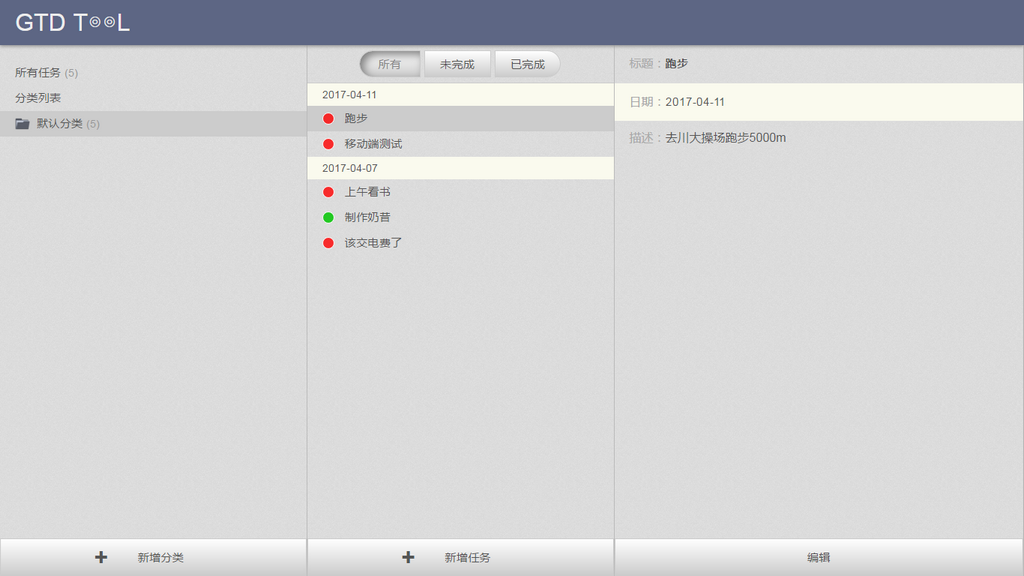 GTD T◎◎L
所有任务 (5)
分类列表
默认分类 (5)
所有
未完成
已完成
2017-04-11
跑步
移动端测试
2017-04-07
上午看书
制作奶昔
该交电费了
标题：跑步
日期：2017-04-11
描述：去川大操场跑步5000m
新增分类
新增任务
编辑